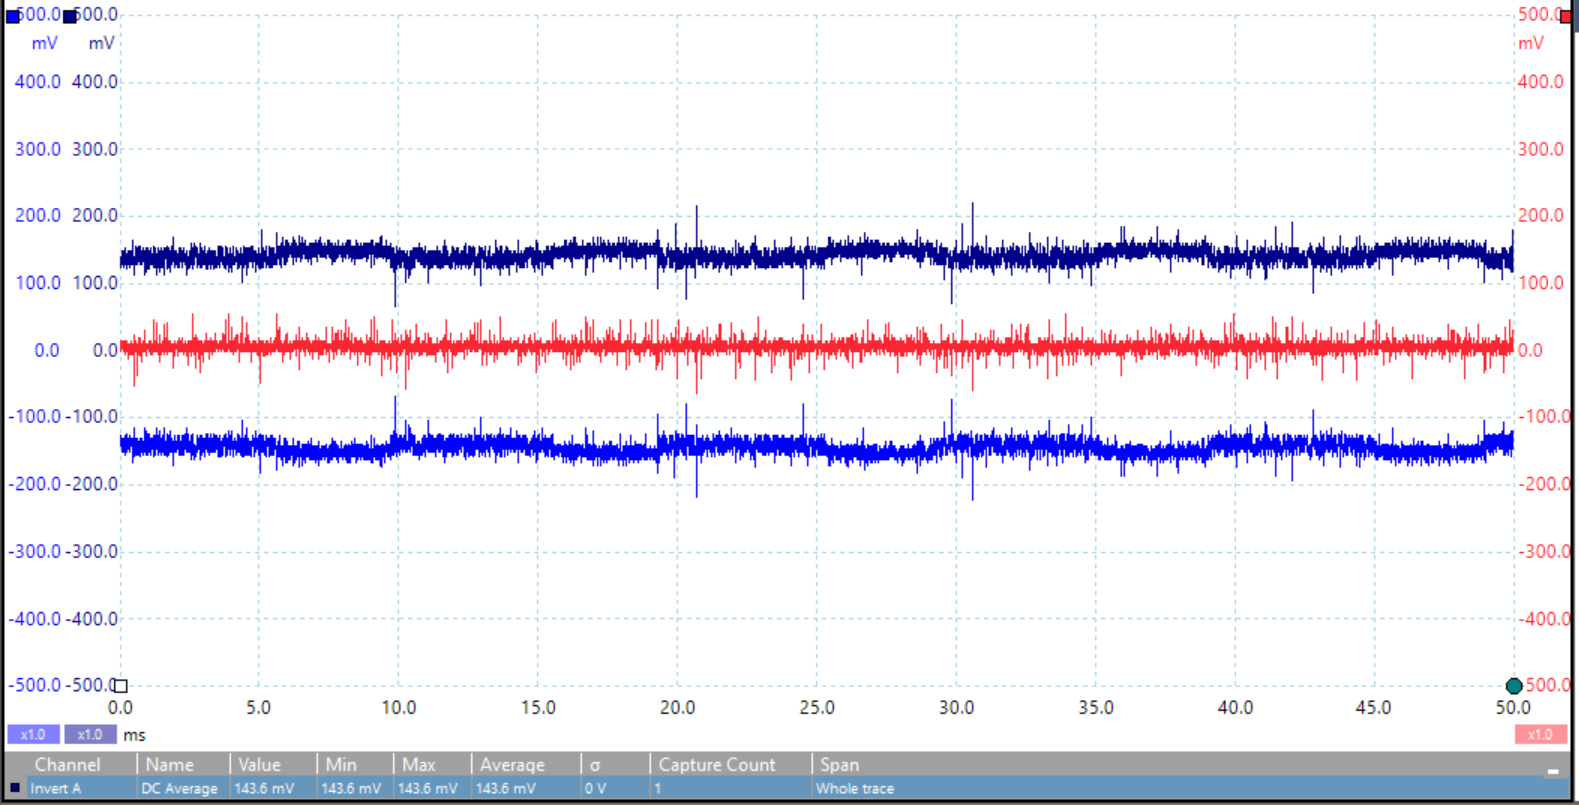 500.0 500.0 500.0
mV mV mV
400.0 400.0 400.0
300.0 300.0 300.0
200.0 200.0 200.0
100.0 100.0 100.0
0.0 0.0 0.0
-100.0 -100.0 -100.0
-200.0 -200.0 -200.0
-300.0 -300.0 -300.0
-400.0 -400.0 -400.0
-500.0 -500.0 500.0
0.0 5.0 10.0 15.0 20.0 25.0 30.0 35.0 40.0 45.0 50.0
x1.0 x1.0 ms x1.0
Channel Name Value Min Max Average σ Capture Count Span
Invert A DC Average 143.6 mV 143.6 mV 143.6 mV 143.6 mV 0 V 1 Whole trace